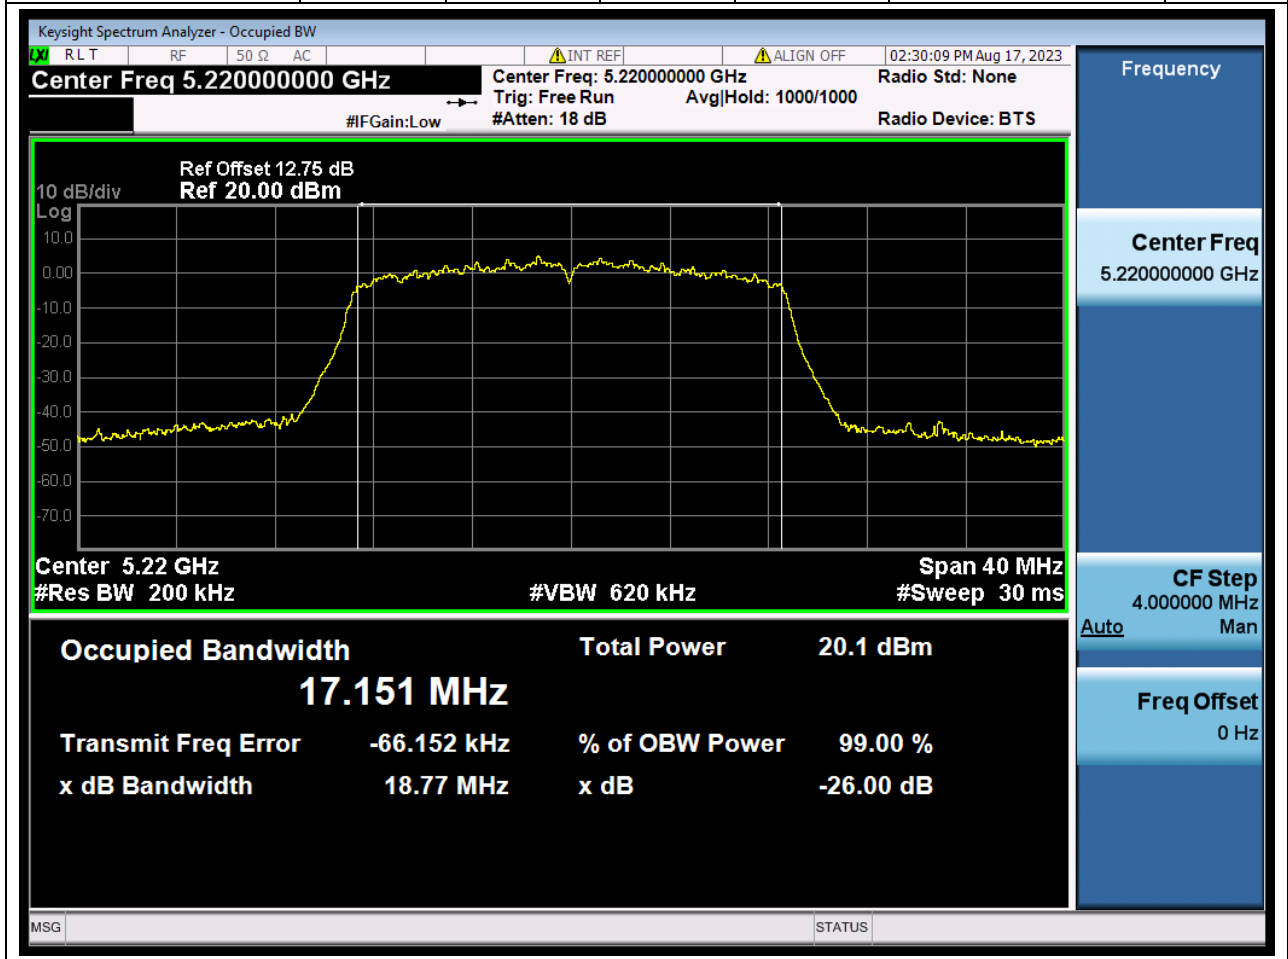 Keysight Spectrum Analyzer - Occupied BW
LXI RLT RF 50 Ω AC INT REF ALIGN OFF 02:30:09 PM Aug 17, 2023
Center Freq 5.220000000 GHz
Center Freq: 5.220000000 GHz
Radio Std: None
Trig: Free Run Avg|Hold: 1000/1000
#IFGain:Low
#Atten: 18 dB
Radio Device: BTS
Ref Offset 12.75 dB
10 dB/div Ref 20.00 dBm
Log
10.0
0.00
-10.0
-20.0
-30.0
-40.0
-50.0
-60.0
-70.0
Center 5.22 GHz Span 40 MHz
#Res BW 200 kHz #VBW 620 kHz #Sweep 30 ms
Occupied Bandwidth Total Power 20.1 dBm
17.151 MHz
Transmit Freq Error -66.152 kHz % of OBW Power 99.00 %
x dB Bandwidth 18.77 MHz x dB -26.00 dB
MSG STATUS
Frequency
Center Freq
5.220000000 GHz
CF Step
4.000000 MHz
Auto Man
Freq Offset
0 Hz